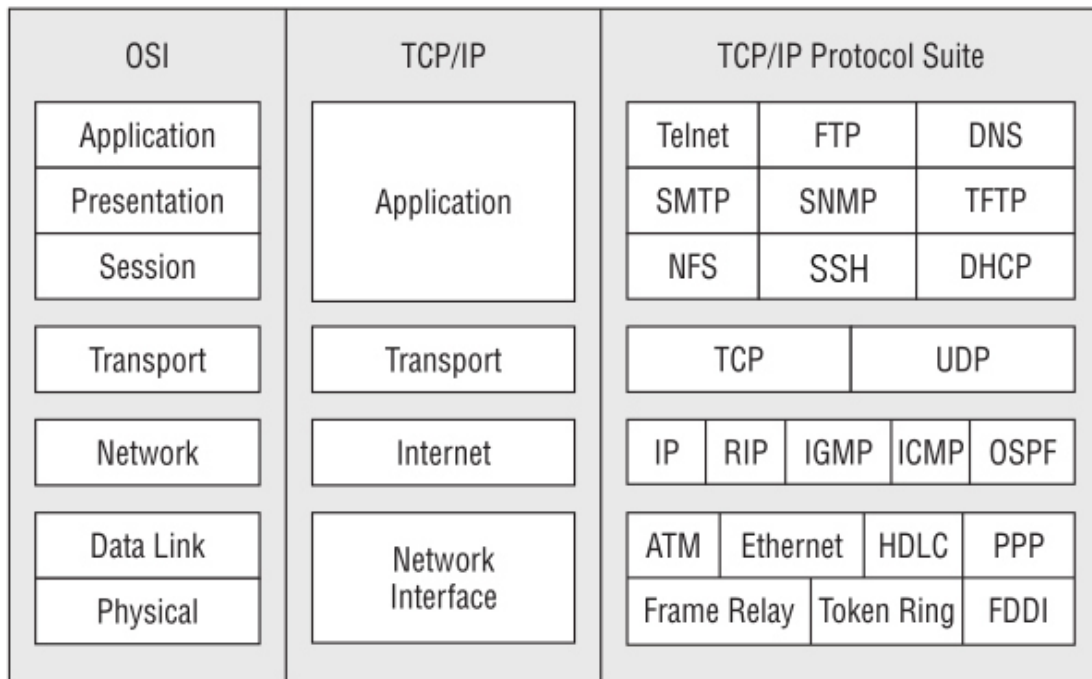 OSI TCP/IP TCP/IP Protocol Suite
Application
Presentation
Session
Application
Telnet FTP DNS
SMTP SNMP TFTP
NFS SSH DHCP
Transport Transport TCP UDP
Network Internet IP RIP IGMP ICMP OSPF
Data Link
Physical
Network
Interface
ATM Ethernet HDLC PPP
Frame Relay Token Ring FDDI